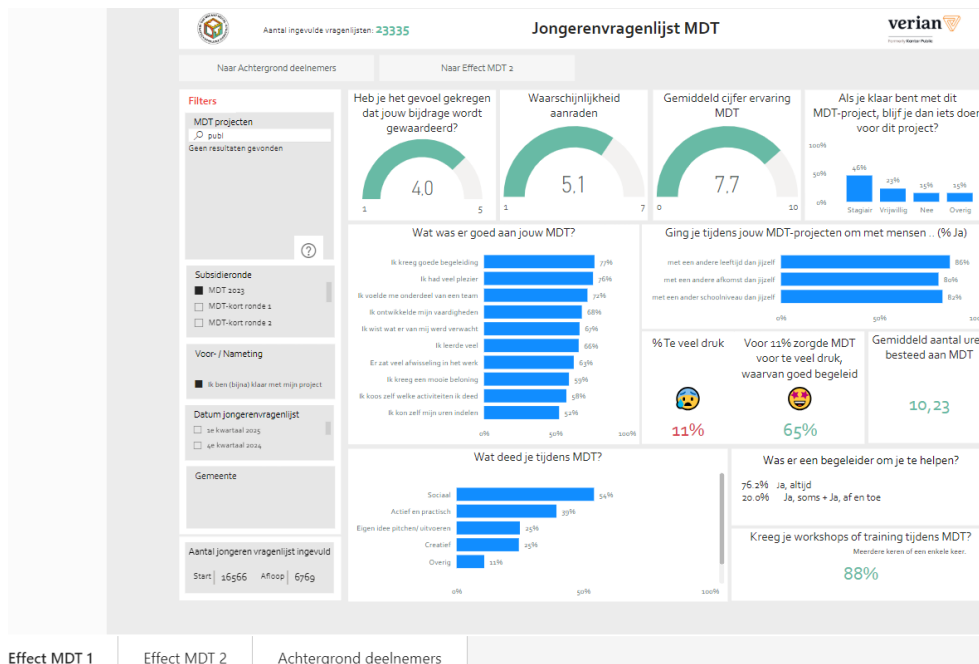 Aantal ingevulde vragenlijsten: 23335
Jongerenvragenlijst MDT
verian
formerly Kantar Public
Naar Achtergrond deelnemers
Naar Effect MDT 2
Filters
MDT projecten
publ
Geen resultaten gevonden
Subsidieronde
MDT 2023
MDT-kort ronde 1
MDT-kort ronde 2
Voor- / Nameting
Ik ben (bijna) klaar met mijn project
Datum jongerenvragenlijst
1e kwartaal 2025
4e kwartaal 2024
Gemeente
Aantal jongeren vragenlijst ingevuld
Start 16566 Afloop 6769
Heb je het gevoel gekregen
dat jouw bijdrage wordt
gewaardeerd?
4,0
1 5
Waarschijnlijkheid
aanraden
5,1
1 7
Gemiddeld cijfer ervaring
MDT
7,7
0 10
Als je klaar bent met dit
MDT-project, blijf je dan iets doen
voor dit project?
100%
50%
0%
46% 23% 15% 15%
Stagiair Vrijwillig Nee Overig
Wat was er goed aan jouw MDT?
Ik kreeg goede begeleiding 77%
Ik had veel plezier 76%
Ik voelde me onderdeel van een team 72%
Ik ontwikkelde mijn vaardigheden 68%
Ik wist wat er van mij werd verwacht 67%
Ik leerde veel 66%
Er zat veel afwisseling in het werk 63%
Ik kreeg een mooie beloning 59%
Ik koos zelf welke activiteiten ik deed 58%
Ik kon zelf mijn uren indelen 52%
0% 50% 100%
Ging je tijdens jouw MDT-projecten om met mensen .. (% Ja)
met een andere leeftijd dan jijzelf 86%
met een andere afkomst dan jijzelf 80%
met een ander schoolniveau dan jijzelf 82%
0% 50% 100
% Te veel druk
11%
Voor 11% zorgde MDT
voor te veel druk,
waarvan goed begeleid
65%
Gemiddeld aantal ure
besteed aan MDT
10,23
Wat deed je tijdens MDT?
Sociaal 54%
Actief en practisch 39%
Eigen idee pitchen/ uitvoeren 25%
Creatief 25%
Overig 11%
0% 50% 100%
Was er een begeleider om je te helpen?
76.2% Ja, altijd
20.0% Ja, soms + Ja, af en toe
Kreeg je workshops of training tijdens MDT?
Meerdere keren of een enkele keer.
88%
Effect MDT 1
Effect MDT 2
Achtergrond deelnemers